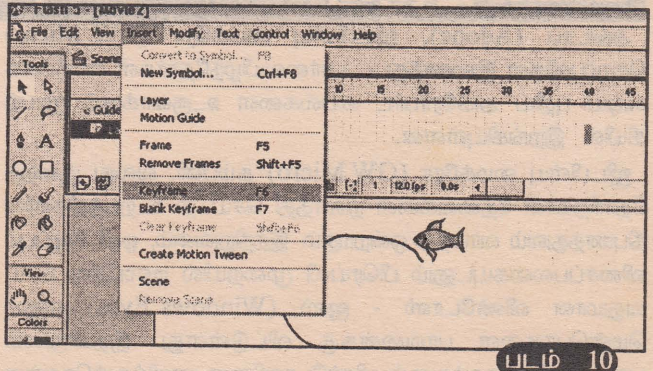 Flash 5 - [Movie2]
File Edit View Insert Modify Text Control Window Help
Tools
Scene
Convert to Symbol... F8
New Symbol... Ctrl+F8
Layer
Motion Guide
Frame F5
Remove Frames Shift+F5
Keyframe F6
Blank Keyframe F7
Clear Keyframe Shift+F6
Create Motion Tween
Scene
Remove Scene
Guide
10 15 20 25 30 35 40 45
1 12.0 fps 0.0s
View
Colors
படம் 10